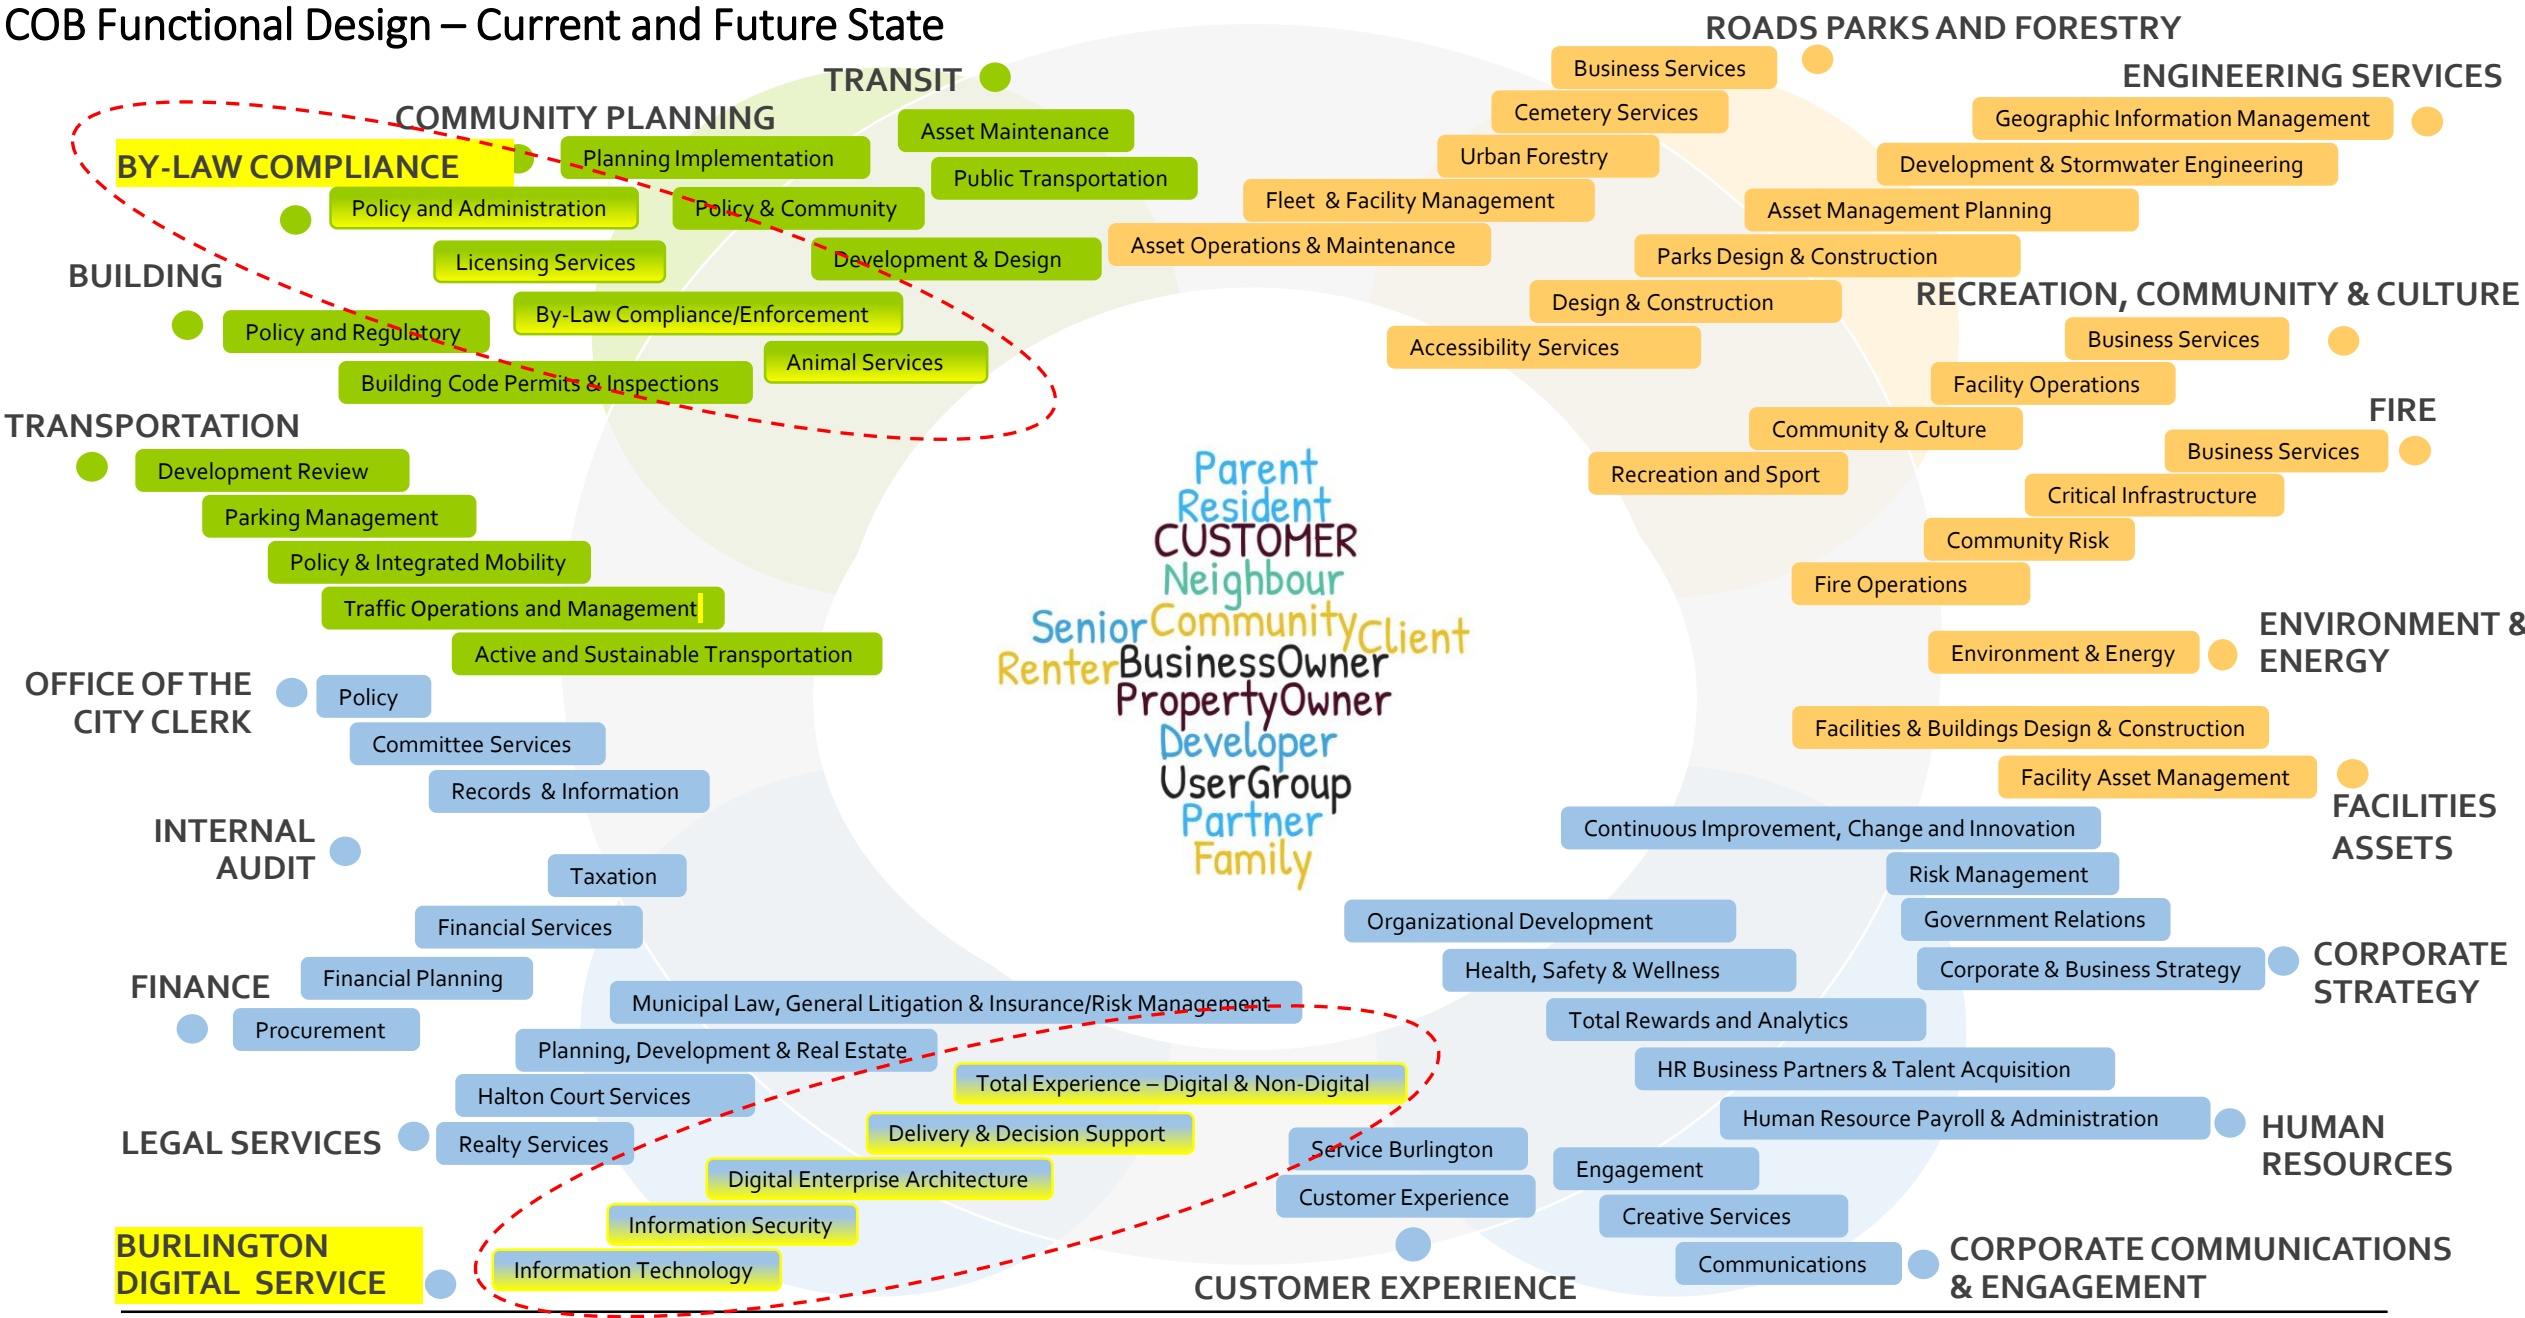 COB Functional Design – Current and Future State
TRANSIT
Asset Maintenance
Public Transportation
COMMUNITY PLANNING
Planning Implementation
Policy & Community
Development & Design
BY-LAW COMPLIANCE
Policy and Administration
Licensing Services
By-Law Compliance/Enforcement
Animal Services
BUILDING
Policy and Regulatory
Building Code Permits & Inspections
TRANSPORTATION
Development Review
Parking Management
Policy & Integrated Mobility
Traffic Operations and Management
Active and Sustainable Transportation
ROADS PARKS AND FORESTRY
Business Services
Cemetery Services
Urban Forestry
Fleet & Facility Management
Asset Operations & Maintenance
ENGINEERING SERVICES
Geographic Information Management
Development & Stormwater Engineering
Asset Management Planning
Parks Design & Construction
Design & Construction
Accessibility Services
RECREATION, COMMUNITY & CULTURE
Business Services
Facility Operations
Community & Culture
Recreation and Sport
FIRE
Business Services
Critical Infrastructure
Community Risk
Fire Operations
ENVIRONMENT &
ENERGY
Environment & Energy
Facilities & Buildings Design & Construction
Facility Asset Management
FACILITIES
ASSETS
Parent
Resident
CUSTOMER
Neighbour
Senior Community Client
Renter BusinessOwner
PropertyOwner
Developer
UserGroup
Partner
Family
OFFICE OF THE
CITY CLERK
Policy
Committee Services
Records & Information
INTERNAL
AUDIT
Taxation
Financial Services
Financial Planning
FINANCE
Procurement
Municipal Law, General Litigation & Insurance/Risk Management
Planning, Development & Real Estate
Halton Court Services
LEGAL SERVICES
Realty Services
Total Experience – Digital & Non-Digital
Delivery & Decision Support
Digital Enterprise Architecture
Information Security
Information Technology
BURLINGTON
DIGITAL SERVICE
Service Burlington
Customer Experience
CUSTOMER EXPERIENCE
Continuous Improvement, Change and Innovation
Risk Management
Government Relations
Corporate & Business Strategy
CORPORATE
STRATEGY
Organizational Development
Health, Safety & Wellness
Total Rewards and Analytics
HR Business Partners & Talent Acquisition
Human Resource Payroll & Administration
HUMAN
RESOURCES
Engagement
Creative Services
Communications
CORPORATE COMMUNICATIONS
& ENGAGEMENT